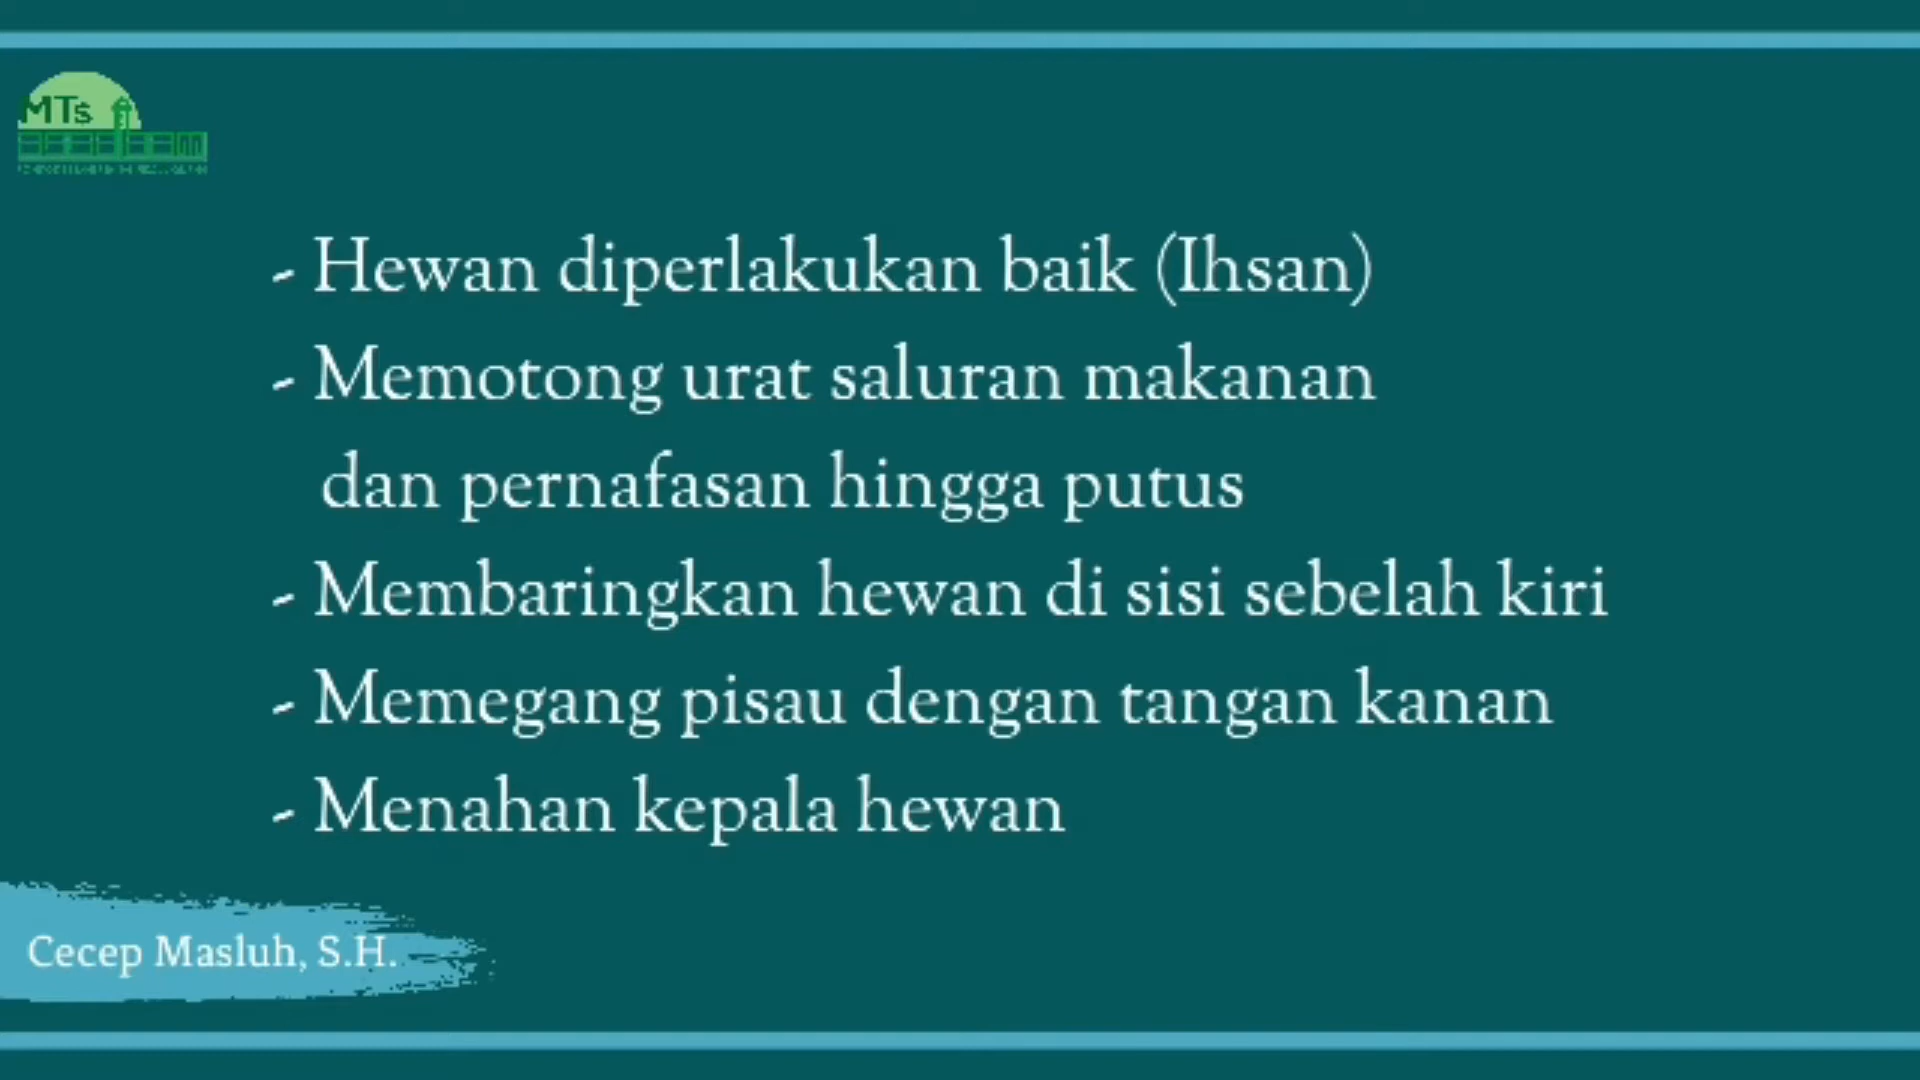 MTs
- Hewan diperlakukan baik (Ihsan)
- Memotong urat saluran makanan
dan pernafasan hingga putus
- Membaringkan hewan di sisi sebelah kiri
- Memegang pisau dengan tangan kanan
- Menahan kepala hewan
Cecep Masluh, S.H.